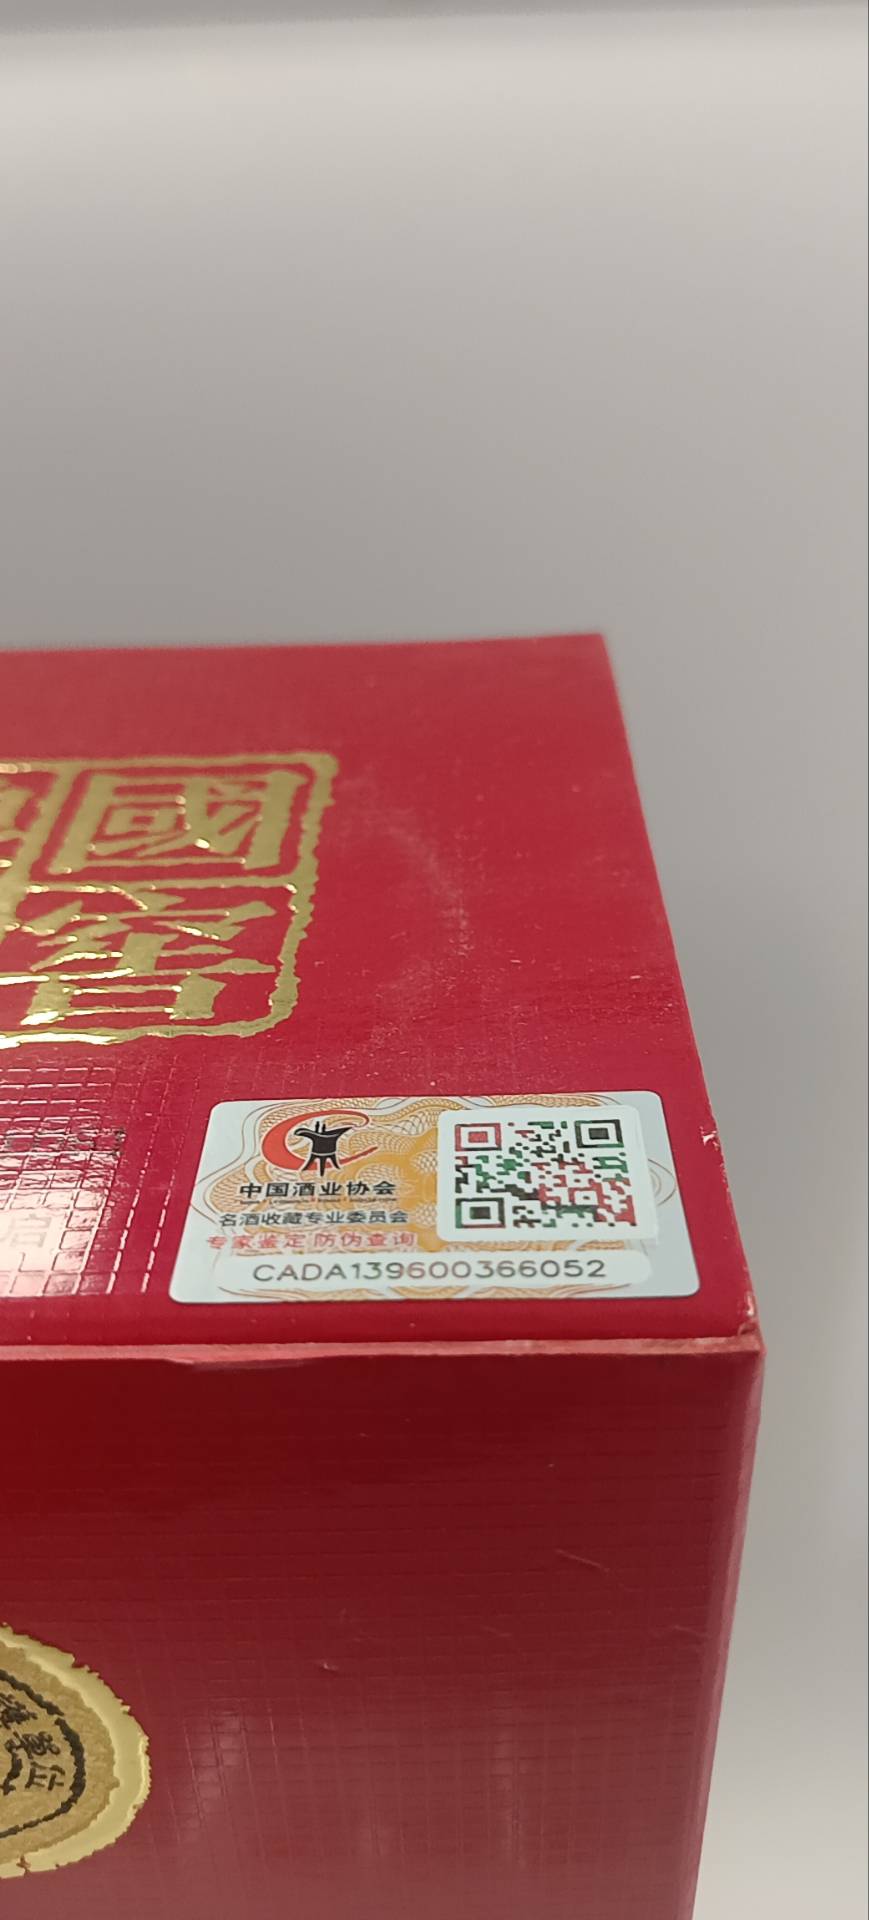 國
窖
中国酒业协会
名酒收藏专业委员会
专家鉴定 防伪查询
CADA139600366052